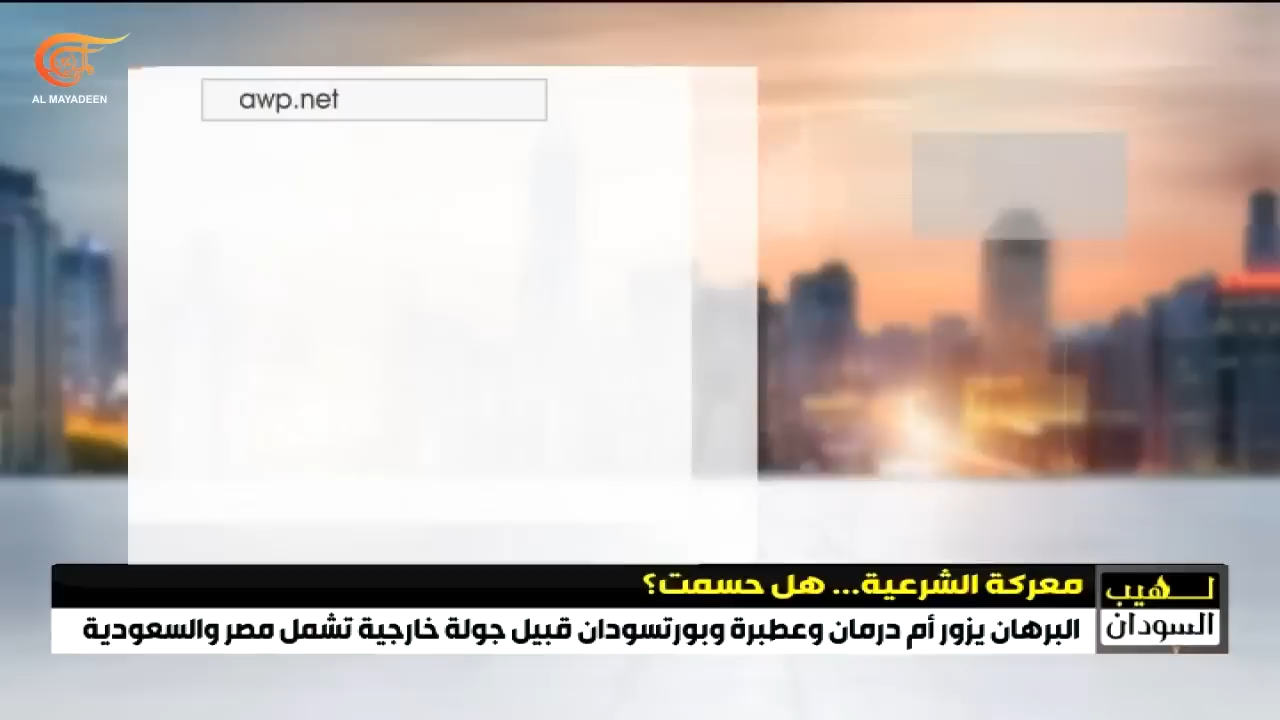 AL MAYADEEN
awp.net
معركة الشرعية... هل حسمت؟
البرهان يزور أم درمان وعطبرة وبورتسودان قبيل جولة خارجية تشمل مصر والسعودية
لهيب
السودان